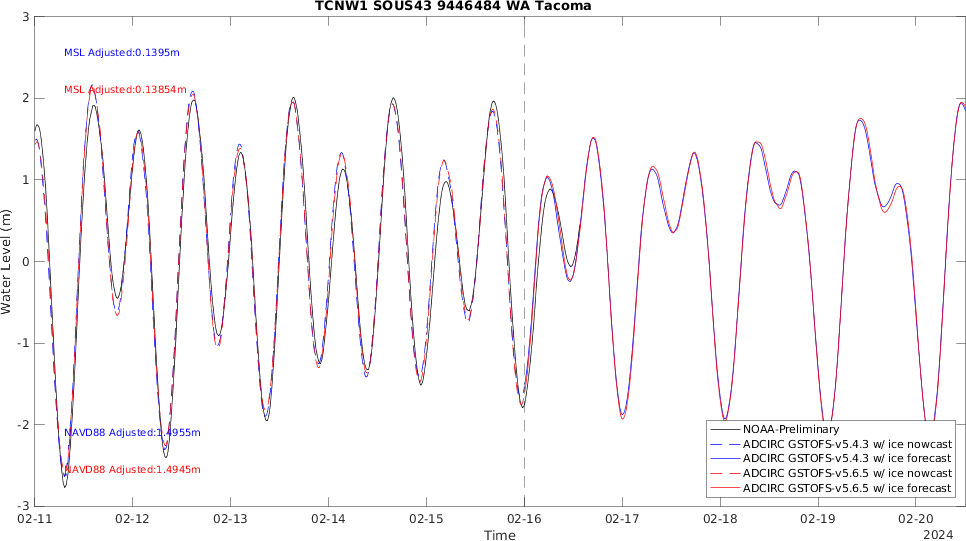 TCNW1 SOUS43 9446484 WA Tacoma
3
2
1
0
-1
-2
-3
Water Level (m)
MSL Adjusted:0.1395m
MSL Adjusted:0.13854m
NAVD88 Adjusted:1.4955m
NAVD88 Adjusted:1.4945m
NOAA-Preliminary
ADCIRC GSTOFS-v5.4.3 w/ ice nowcast
ADCIRC GSTOFS-v5.4.3 w/ ice forecast
ADCIRC GSTOFS-v5.6.5 w/ ice nowcast
ADCIRC GSTOFS-v5.6.5 w/ ice forecast
02-11 02-12 02-13 02-14 02-15 02-16 02-17 02-18 02-19 02-20
Time
2024